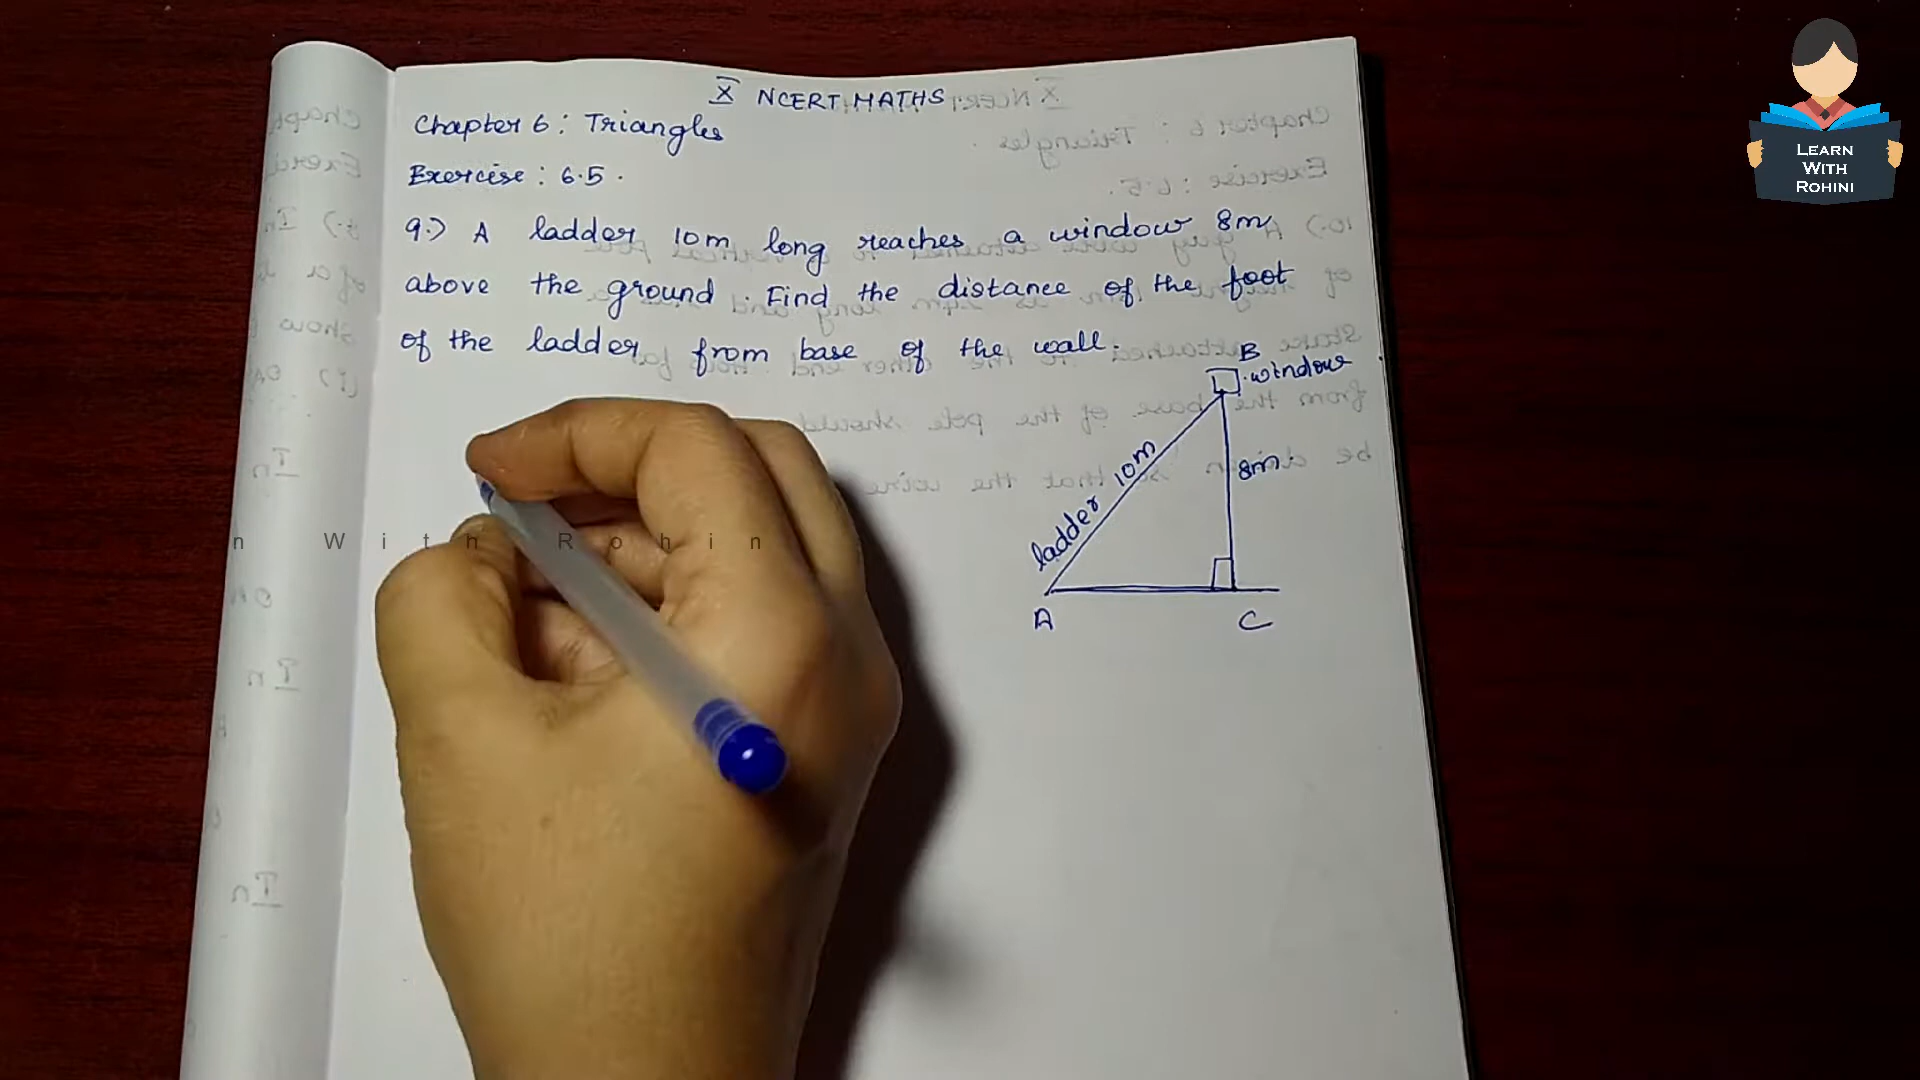 X NCERT MATHS
Chapter 6 : Triangles
Exercise : 6.5 .
9.) A ladder 10m long reaches a window 8m
above the ground . Find the distance of the foot
of the ladder from base of the wall.
B
window
ladder 10m
8m.
A
C
n With Rohin
LEARN
WITH
ROHINI